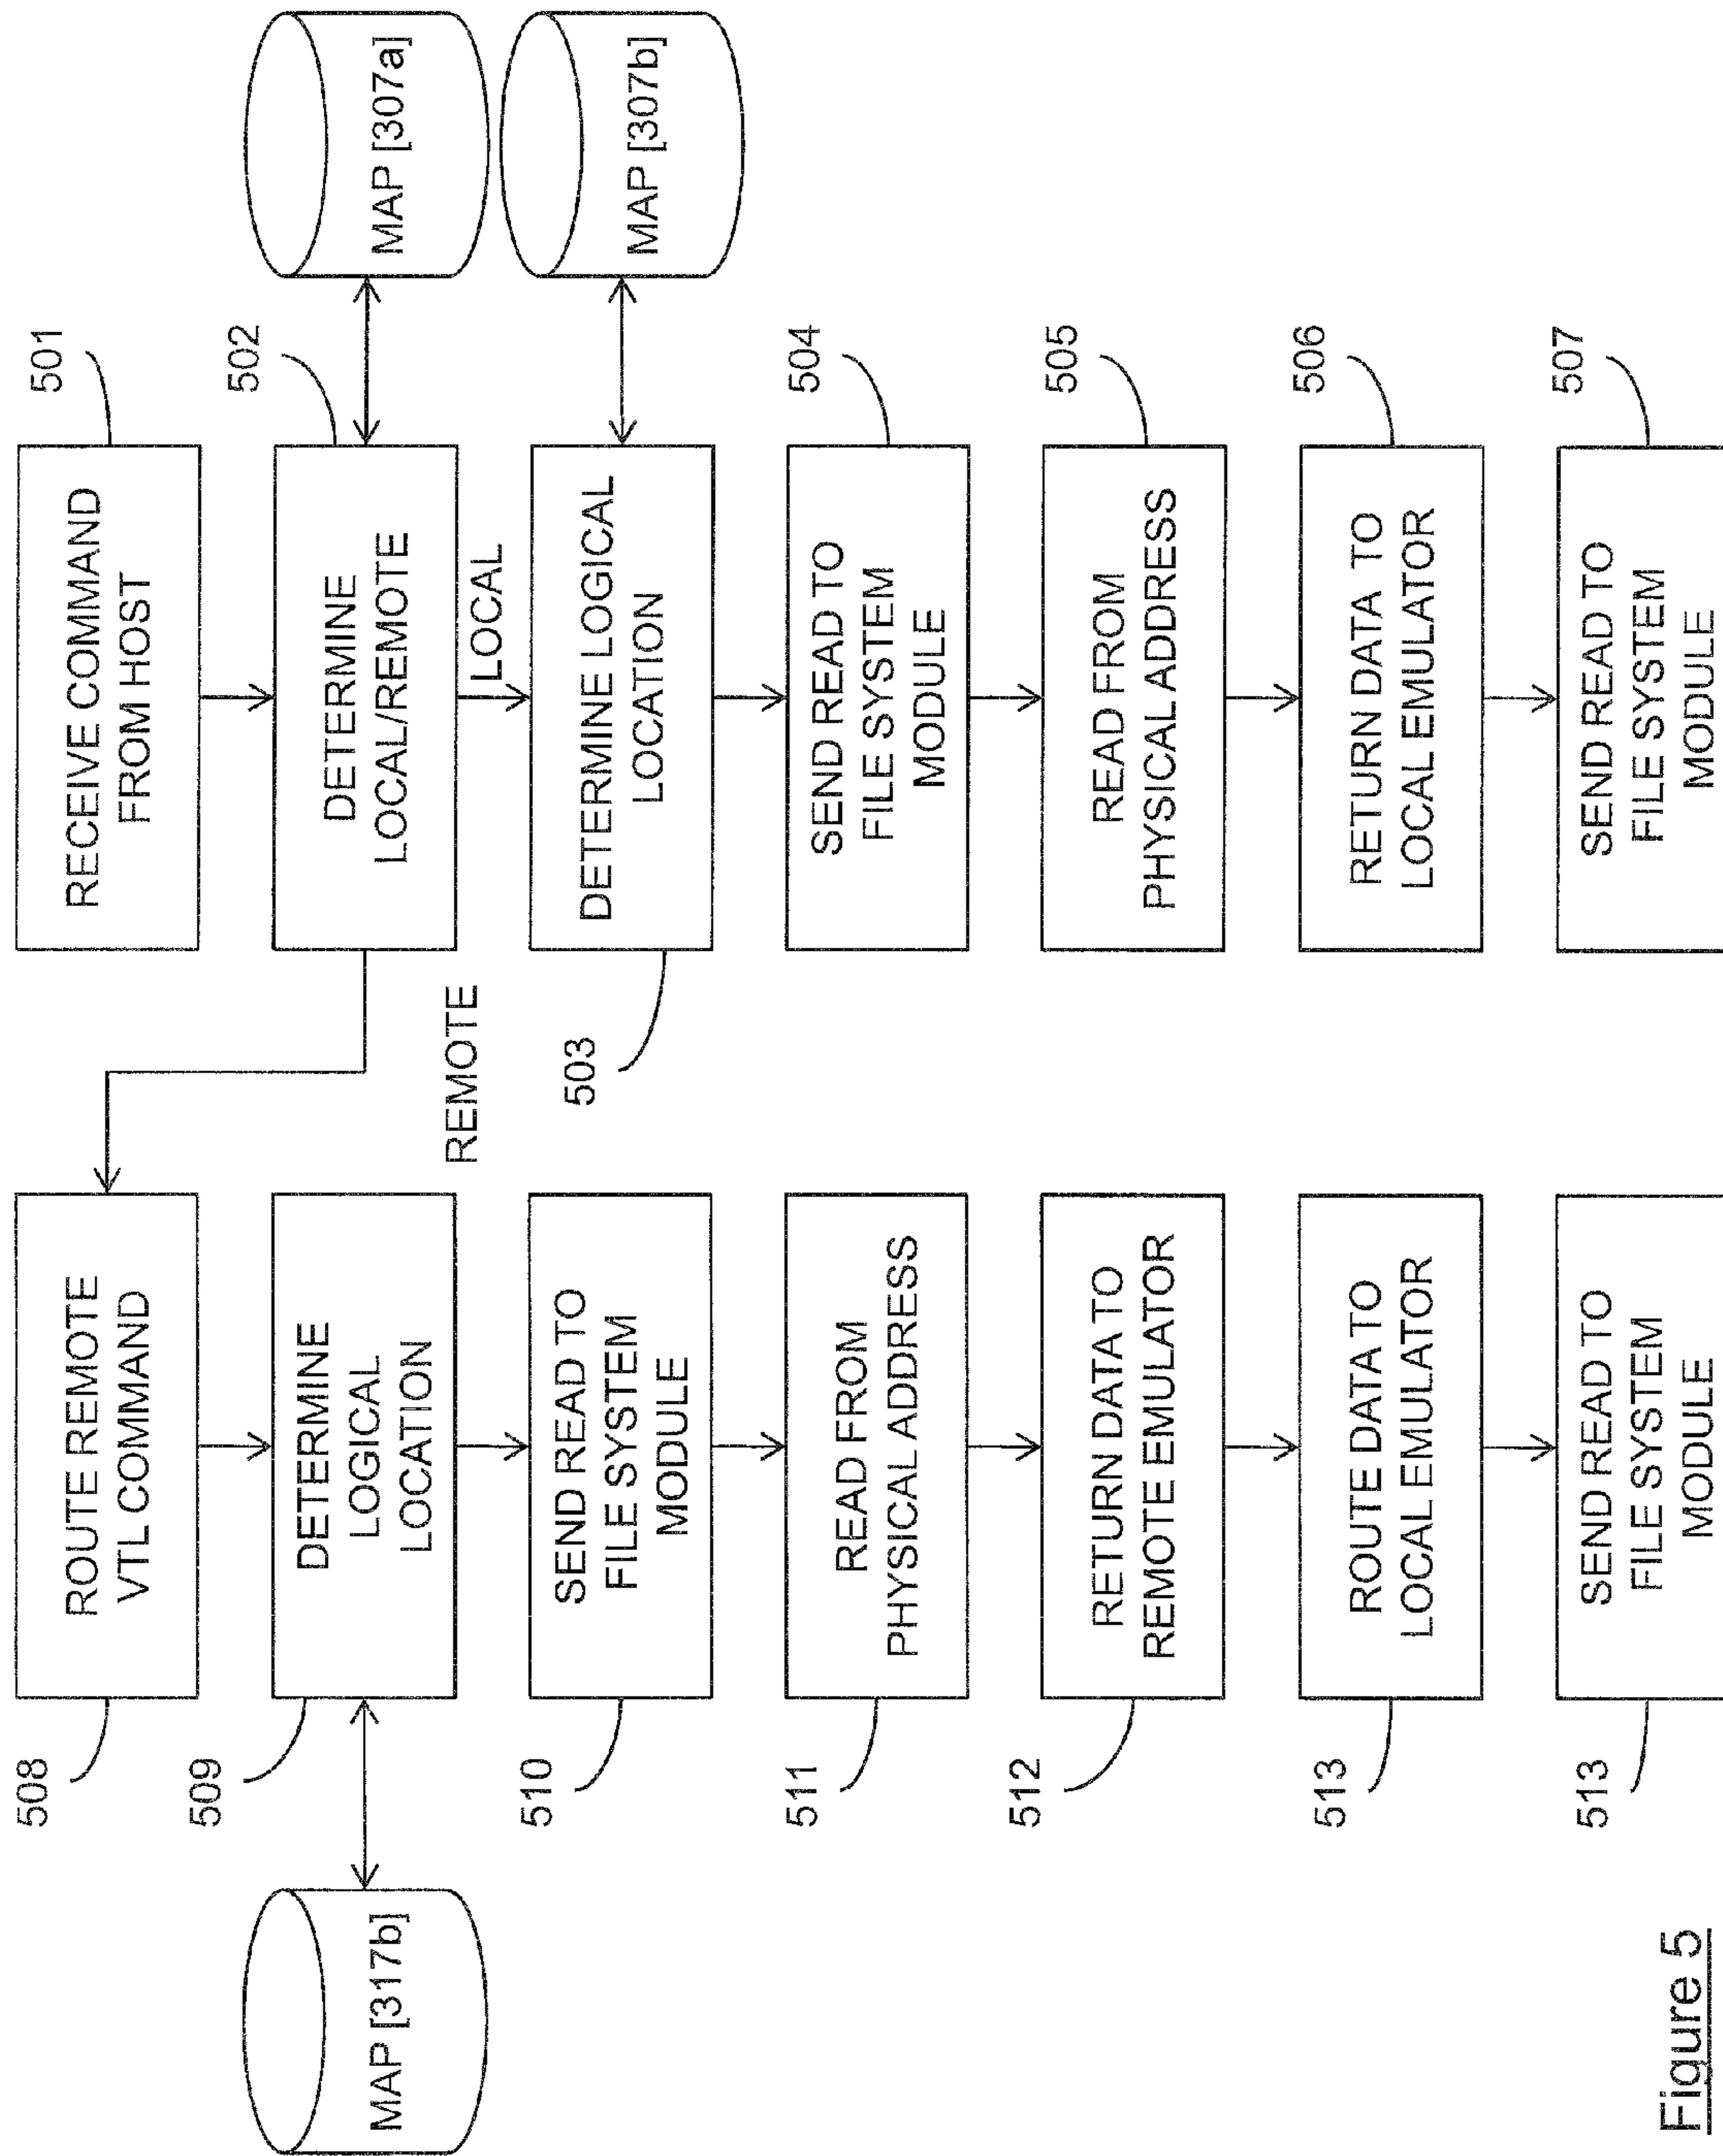 501
RECEIVE COMMAND
FROM HOST
502
DETERMINE
LOCAL/REMOTE
MAP [307a]
LOCAL
REMOTE
503
DETERMINE LOGICAL
LOCATION
MAP [307b]
504
SEND READ TO
FILE SYSTEM
MODULE
505
READ FROM
PHYSICAL ADDRESS
506
RETURN DATA TO
LOCAL EMULATOR
507
SEND READ TO
FILE SYSTEM
MODULE
508
ROUTE REMOTE
VTL COMMAND
509
DETERMINE
LOGICAL
LOCATION
MAP [317b]
510
SEND READ TO
FILE SYSTEM
MODULE
511
READ FROM
PHYSICAL ADDRESS
512
RETURN DATA TO
REMOTE EMULATOR
513
ROUTE DATA TO
LOCAL EMULATOR
513
SEND READ TO
FILE SYSTEM
MODULE
Figure 5